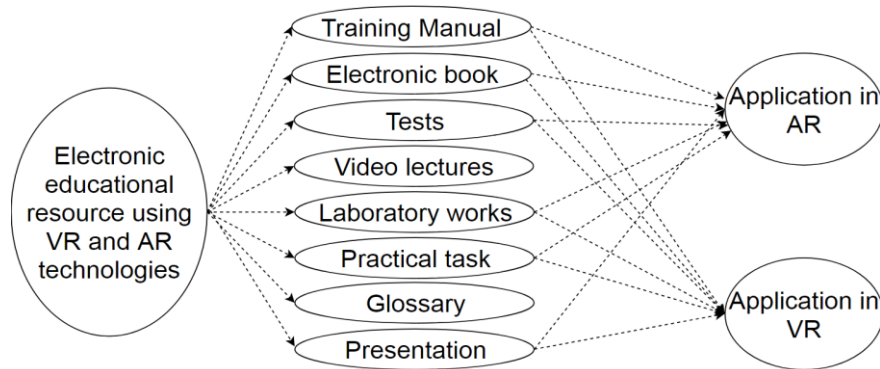 Electronic
educational
resource using
VR and AR
technologies
Training Manual
Electronic book
Tests
Video lectures
Laboratory works
Practical task
Glossary
Presentation
Application in
AR
Application in
VR